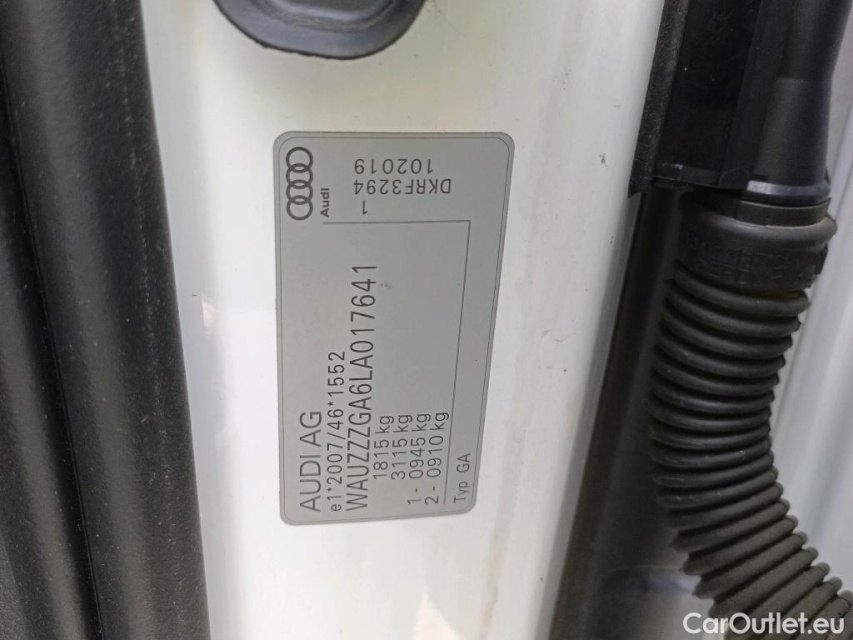 AUDI AG
e1*2007/46*1552
WAUZZZGA6LA017641
1815 kg
3115 kg
1- 0945 kg
2- 0910 kg
Typ GA
Audi
1
DKRF3294
102019
CarOutlet.eu